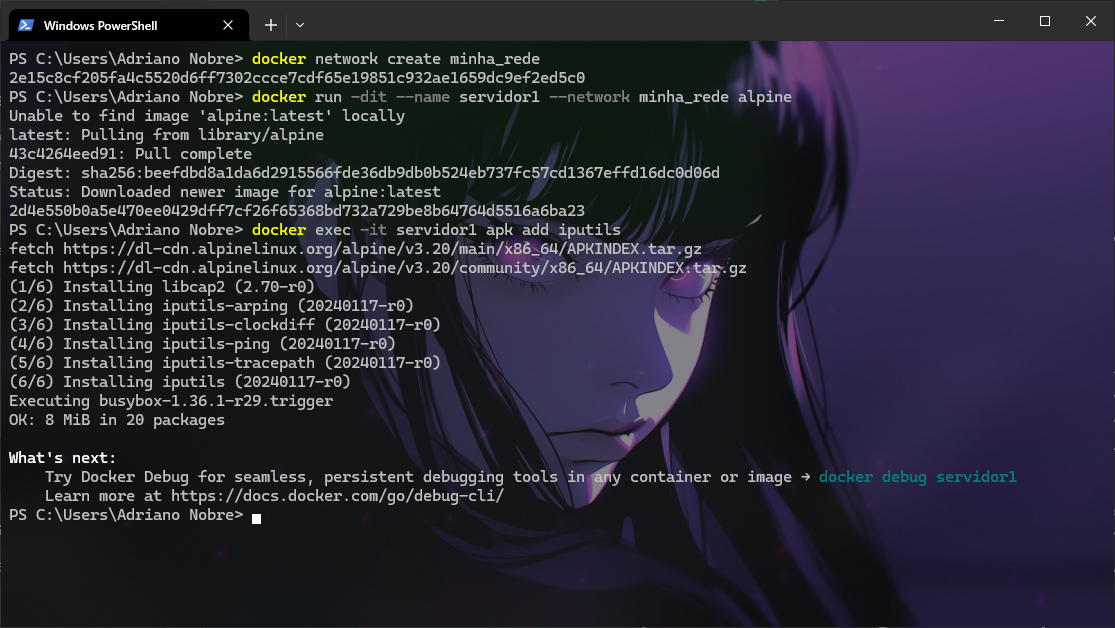 Windows PowerShell
PS C:\Users\Adriano Nobre> docker network create minha_rede
2e15c8cf205fa4c5520d6ff7302ccce7cdf65e19851c932ae1659dc9ef2ed5c0
PS C:\Users\Adriano Nobre> docker run -dit --name servidor1 --network minha_rede alpine
Unable to find image 'alpine:latest' locally
latest: Pulling from library/alpine
43c4264eed91: Pull complete
Digest: sha256:beefdbd8a1da6d2915566fde36db9db0b524eb737fc57cd1367effd16dc0d06d
Status: Downloaded newer image for alpine:latest
2d4e550b0a5e470ee0429dff7cf26f65368bd732a729be8b64764d5516a6ba23
PS C:\Users\Adriano Nobre> docker exec -it servidor1 apk add iputils
fetch https://dl-cdn.alpinelinux.org/alpine/v3.20/main/x86_64/APKINDEX.tar.gz
fetch https://dl-cdn.alpinelinux.org/alpine/v3.20/community/x86_64/APKINDEX.tar.gz
(1/6) Installing libcap2 (2.70-r0)
(2/6) Installing iputils-arping (20240117-r0)
(3/6) Installing iputils-clockdiff (20240117-r0)
(4/6) Installing iputils-ping (20240117-r0)
(5/6) Installing iputils-tracepath (20240117-r0)
(6/6) Installing iputils (20240117-r0)
Executing busybox-1.36.1-r29.trigger
OK: 8 MiB in 20 packages
What's next:
Try Docker Debug for seamless, persistent debugging tools in any container or image → docker debug servidor1
Learn more at https://docs.docker.com/go/debug-cli/
PS C:\Users\Adriano Nobre>